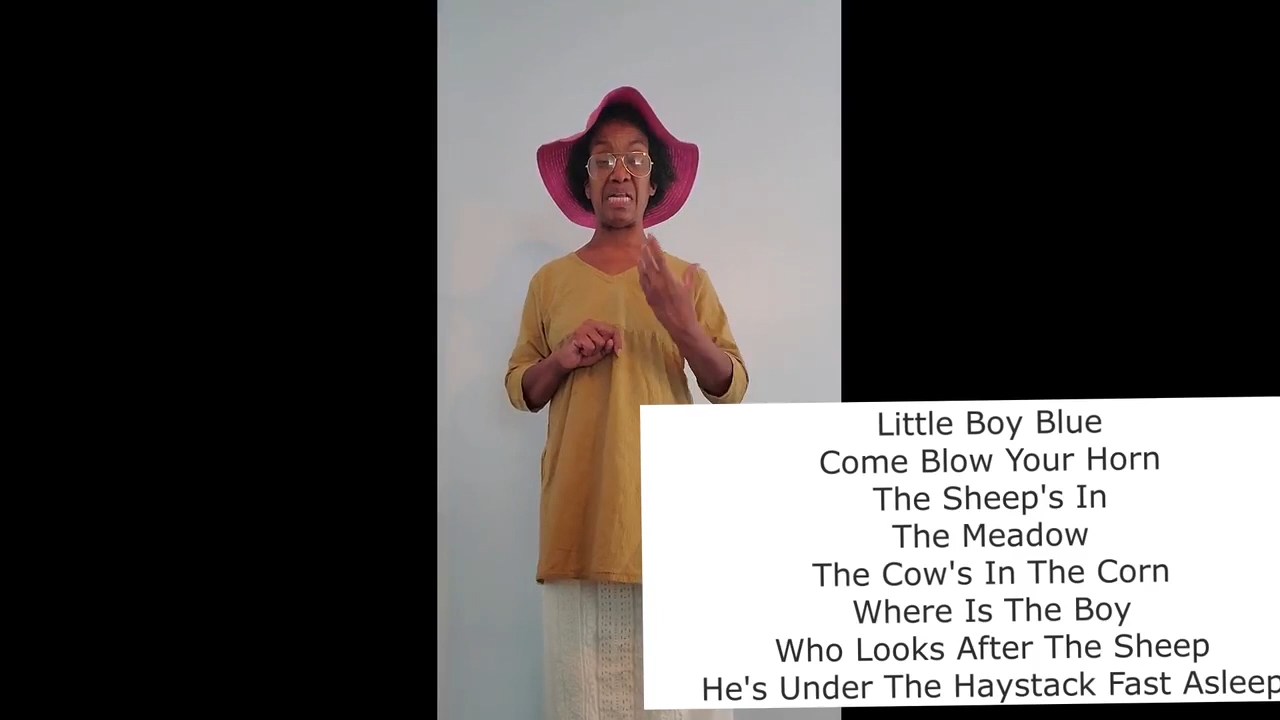 Little Boy Blue
Come Blow Your Horn
The Sheep's In
The Meadow
The Cow's In The Corn
Where Is The Boy
Who Looks After The Sheep
He's Under The Haystack Fast Asleep